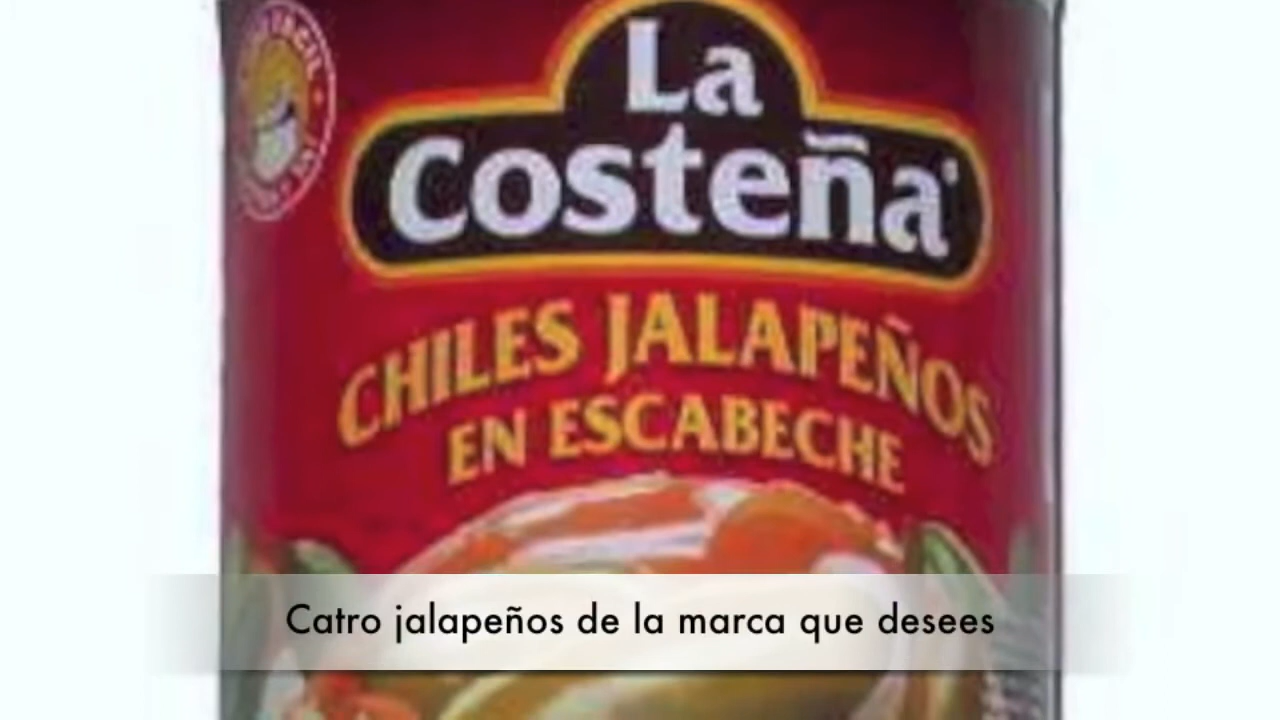 La
Costeña
CHILES JALAPEÑOS
EN ESCABECHE
Catro jalapeños de la marca que desees